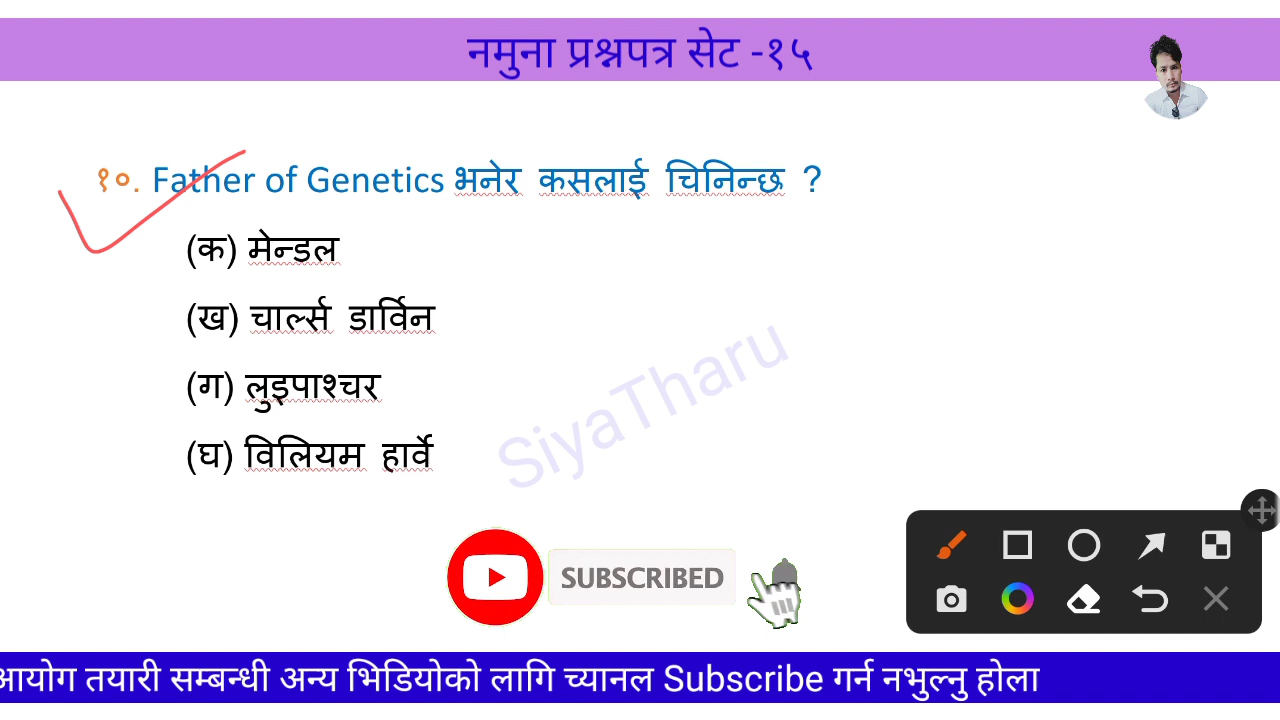 नमुना प्रश्नपत्र सेट -१५
१०. Father of Genetics भनेर कसलाई चिनिन्छ ?
(क) मेन्डल
(ख) चार्ल्स डार्विन
(ग) लुइपाश्चर
(घ) विलियम हार्वे
SiyaTharu
SUBSCRIBED
आयोग तयारी सम्बन्धी अन्य भिडियोको लागि च्यानल Subscribe गर्न नभुल्नु होला